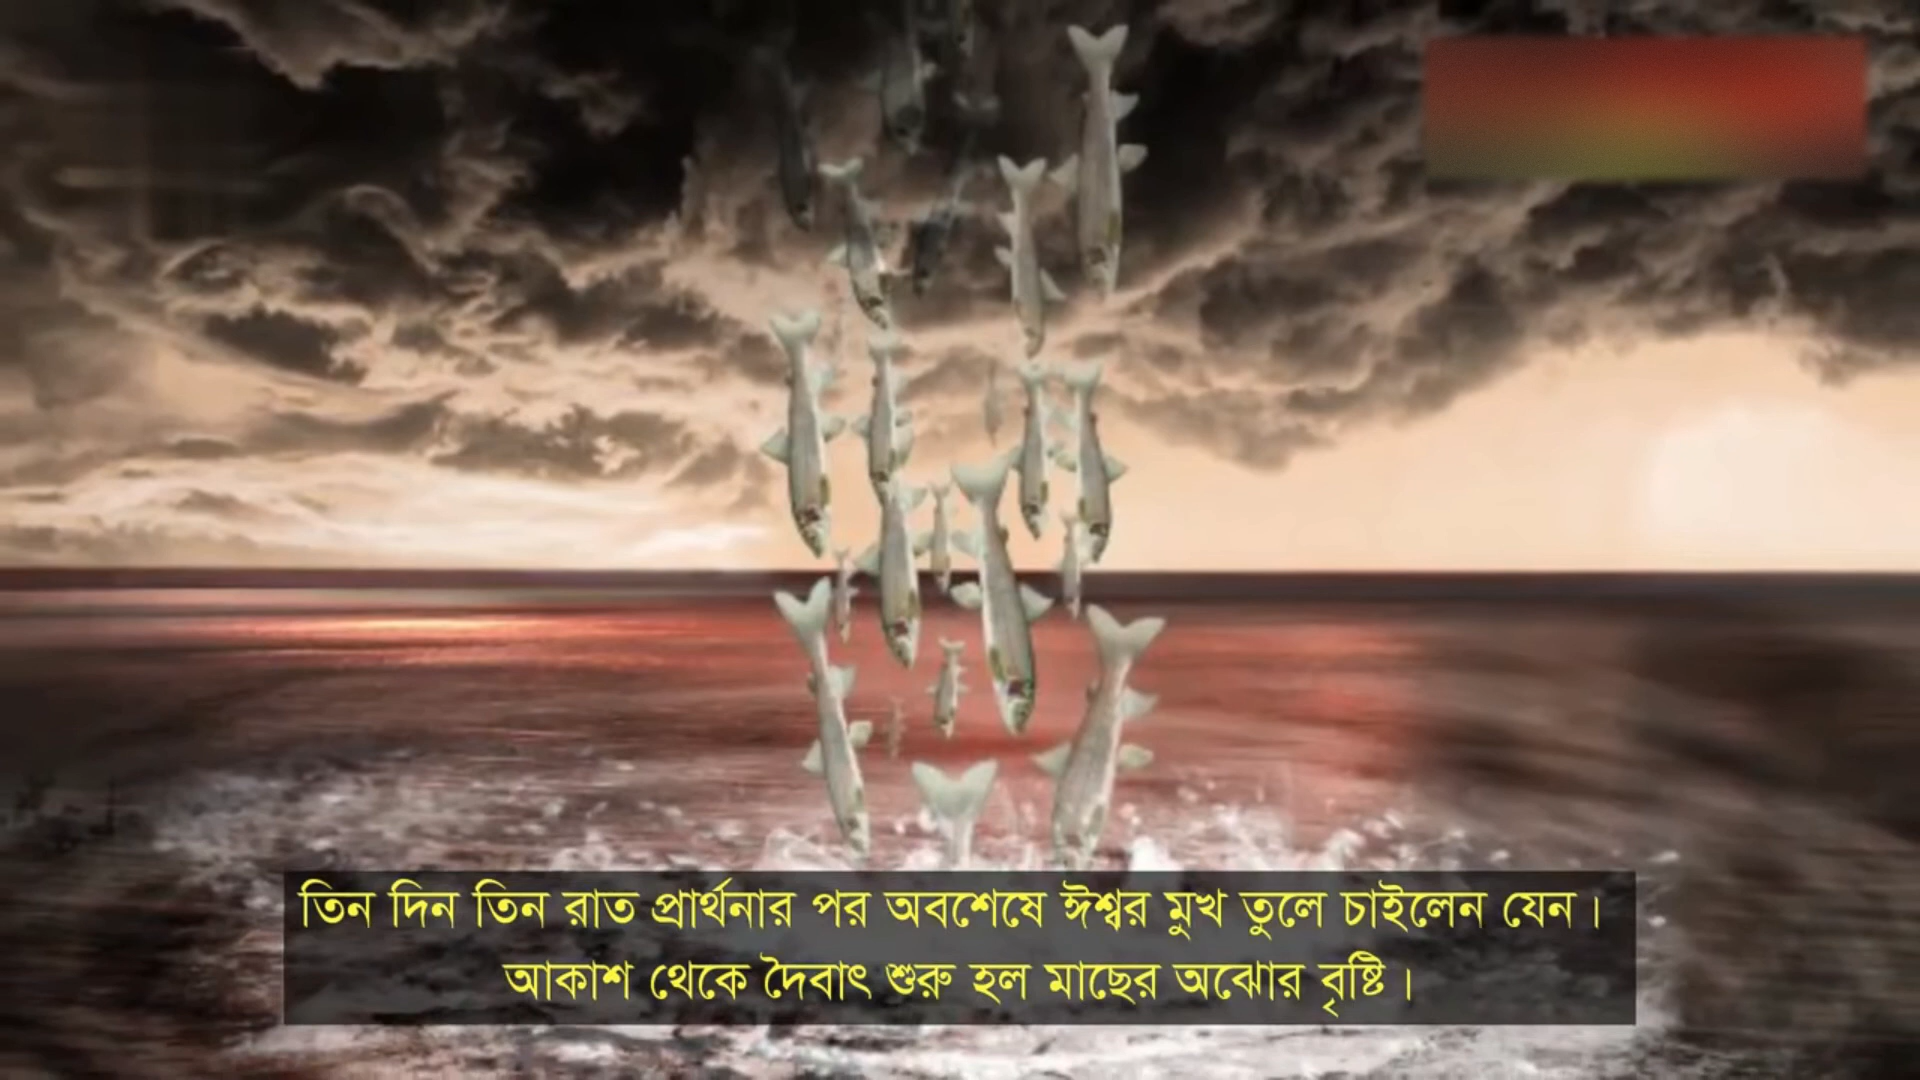 তিন দিন তিন রাত প্রার্থনার পর অবশেষে ঈশ্বর মুখ তুলে চাইলেন যেন।
আকাশ থেকে দৈবাৎ শুরু হল মাছের অঝোর বৃষ্টি।